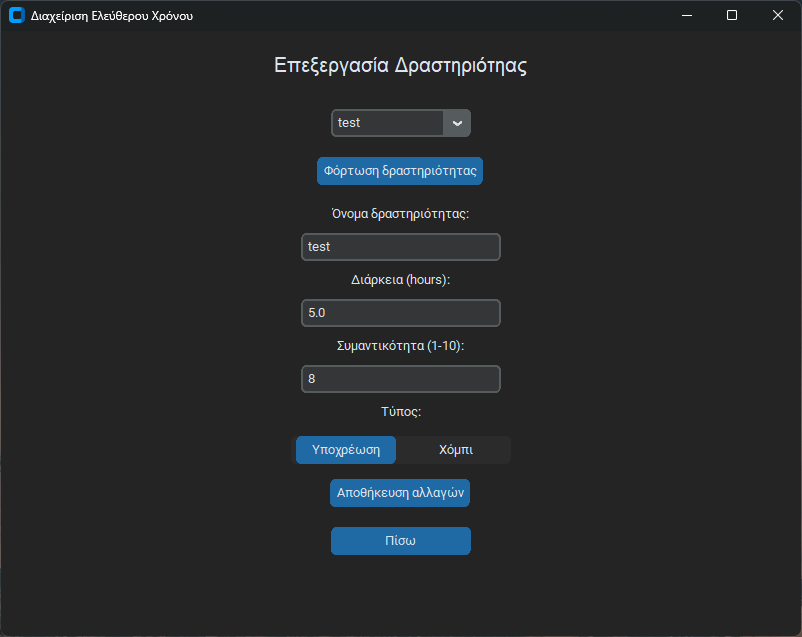 Διαχείριση Ελεύθερου Χρόνου
Επεξεργασία Δραστηριότηας
test
Φόρτωση δραστηριότητας
Όνομα δραστηριότητας:
test
Διάρκεια (hours):
5.0
Συμαντικότητα (1-10):
8
Τύπος:
Υποχρέωση Χόμπι
Αποθήκευση αλλαγών
Πίσω